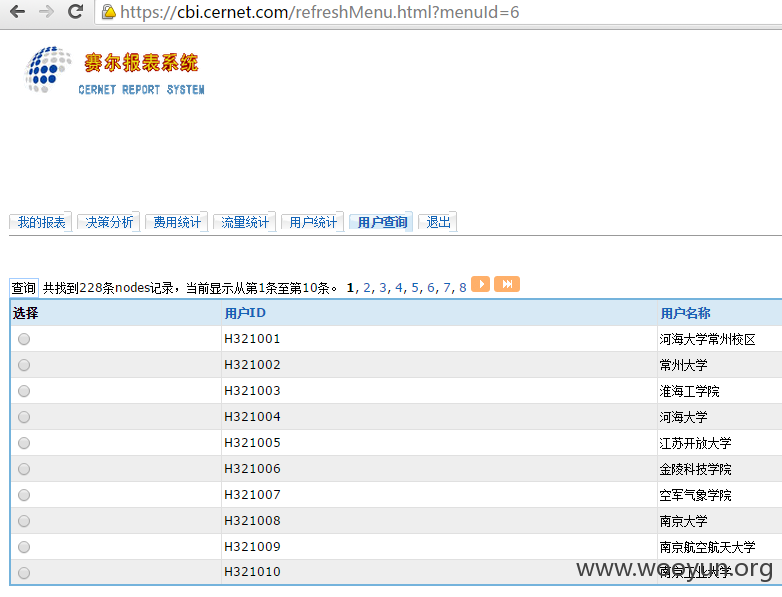 https://cbi.cernet.com/refreshMenu.html?menuId=6
赛尔报表系统
CERNET REPORT SYSTEM
我的报表 决策分析 费用统计 流量统计 用户统计 用户查询 退出
查询 共找到228条nodes记录，当前显示从第1条至第10条。 1, 2, 3, 4, 5, 6, 7, 8
选择 用户ID 用户名称
H321001 河海大学常州校区
H321002 常州大学
H321003 淮海工学院
H321004 河海大学
H321005 江苏开放大学
H321006 金陵科技学院
H321007 空军气象学院
H321008 南京大学
H321009 南京航空航天大学
H321010 南京工业大学
www.wooyun.org